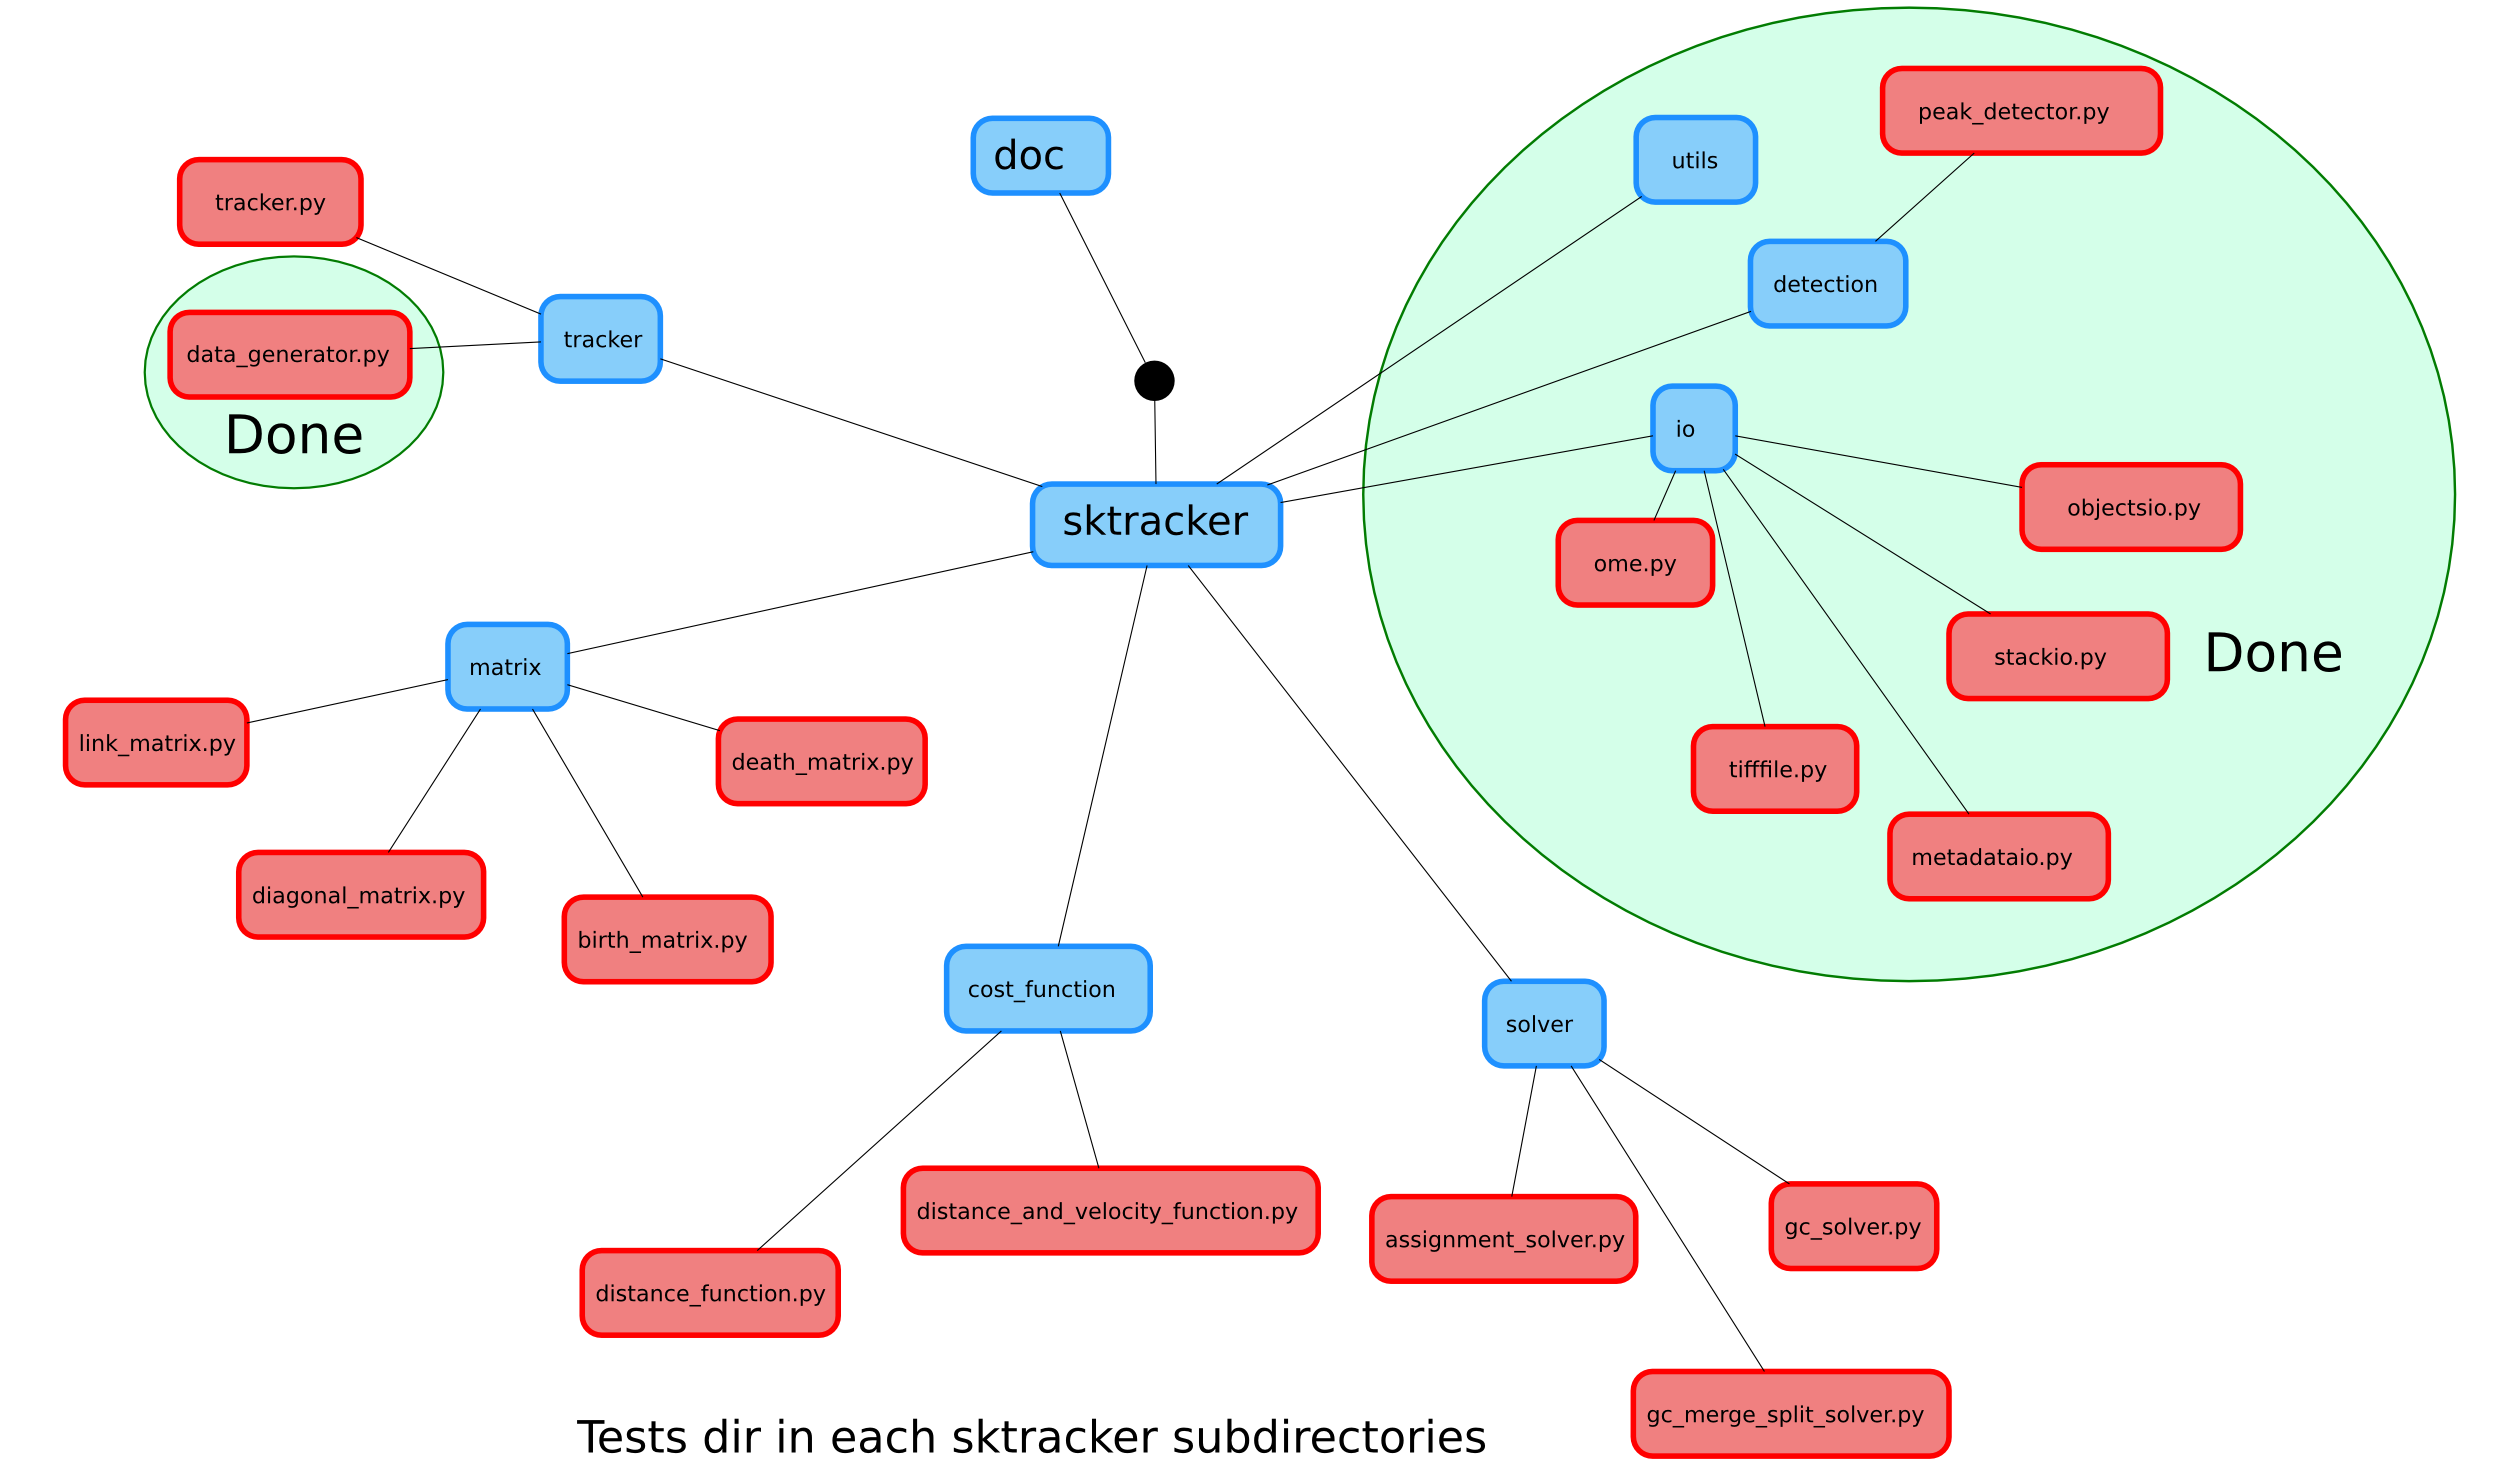 peak_detector.py
doc
utils
tracker.py
detection
tracker
data_generator.py
Done
io
sktracker
objectsio.py
ome.py
stackio.py
Done
matrix
link_matrix.py
death_matrix.py
tifffile.py
metadataio.py
diagonal_matrix.py
birth_matrix.py
cost_function
solver
distance_and_velocity_function.py
gc_solver.py
assignment_solver.py
distance_function.py
gc_merge_split_solver.py
Tests dir in each sktracker subdirectories